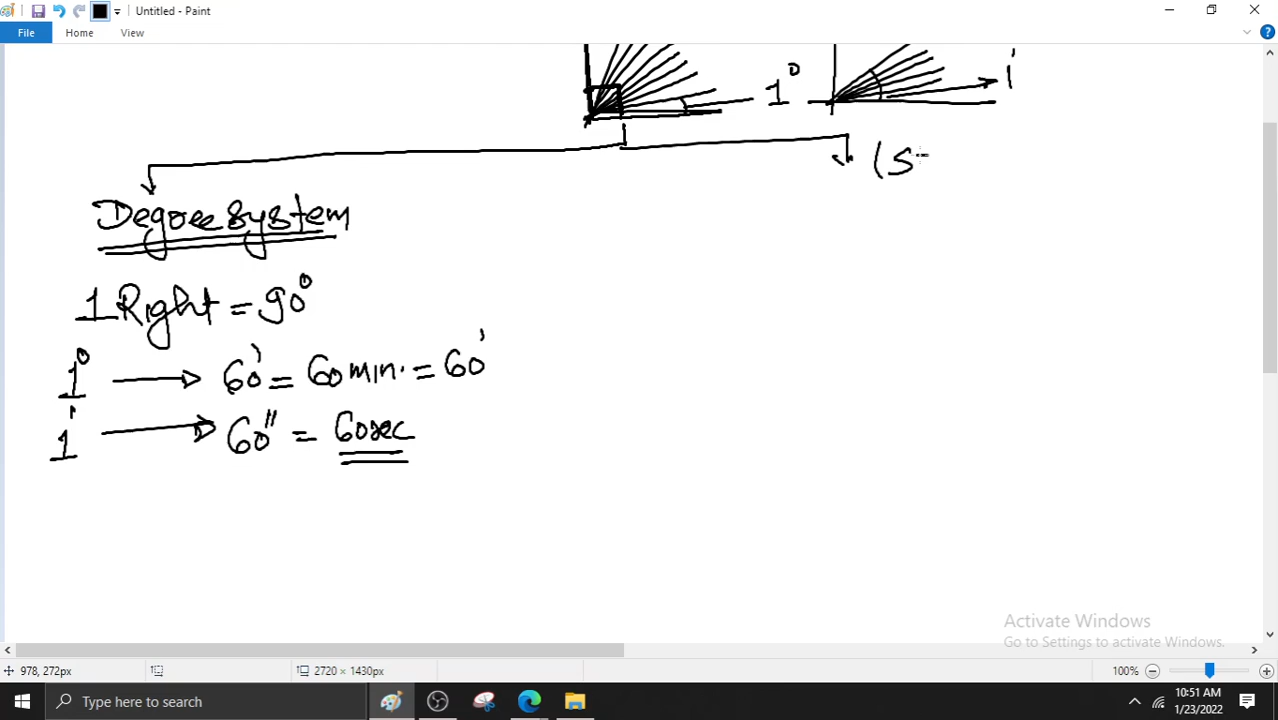 Untitled - Paint
File Home View
1° 1'
(S
Degree system
1 Right = 90°
1° → 60' = 60 min. = 60'
1' → 60" = 60 sec
Activate Windows
Go to Settings to activate Windows.
978, 272px 2720 × 1430px 100%
Type here to search
10:51 AM
1/23/2022